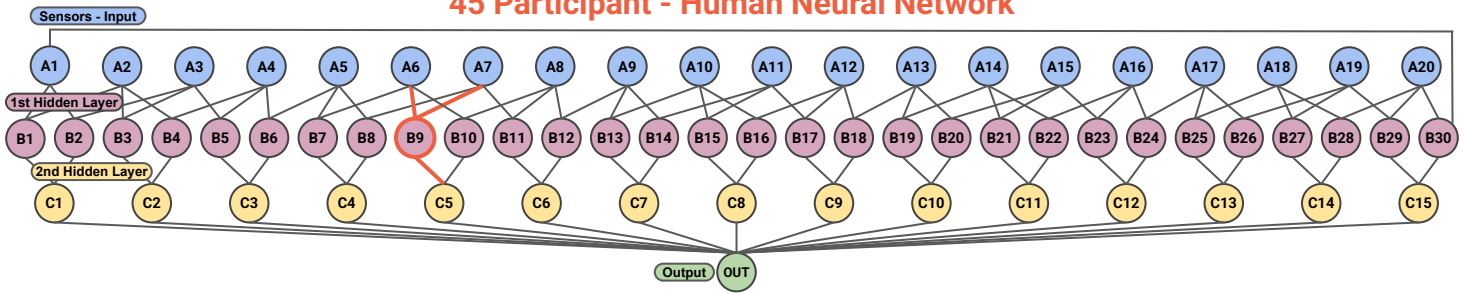 45 Participant - Human Neural Network
Sensors - Input
A1 A2 A3 A4 A5 A6 A7 A8 A9 A10 A11 A12 A13 A14 A15 A16 A17 A18 A19 A20
1st Hidden Layer
B1 B2 B3 B4 B5 B6 B7 B8 B9 B10 B11 B12 B13 B14 B15 B16 B17 B18 B19 B20 B21 B22 B23 B24 B25 B26 B27 B28 B29 B30
2nd Hidden Layer
C1 C2 C3 C4 C5 C6 C7 C8 C9 C10 C11 C12 C13 C14 C15
Output OUT